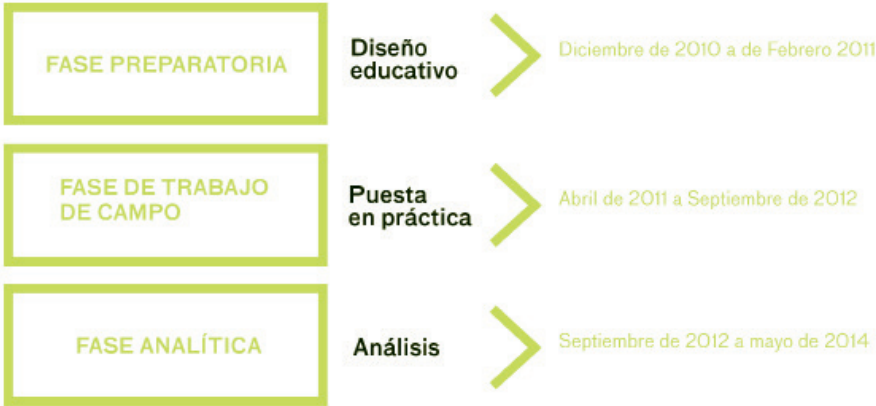 FASE PREPARATORIA
Diseño
educativo
Diciembre de 2010 a de Febrero 2011
FASE DE TRABAJO
DE CAMPO
Puesta
en práctica
Abril de 2011 a Septiembre de 2012
FASE ANALÍTICA
Análisis
Septiembre de 2012 a mayo de 2014